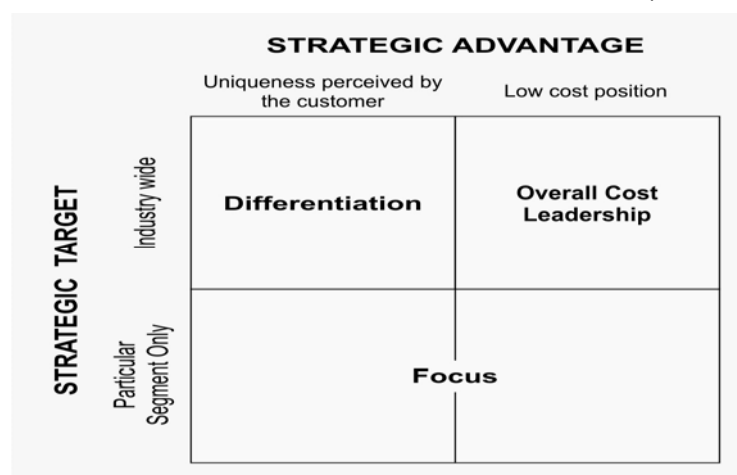 STRATEGIC ADVANTAGE
Uniqueness perceived by
the customer
Low cost position
STRATEGIC TARGET
Industry wide
Differentiation
Overall Cost
Leadership
Particular
Segment Only
Focus